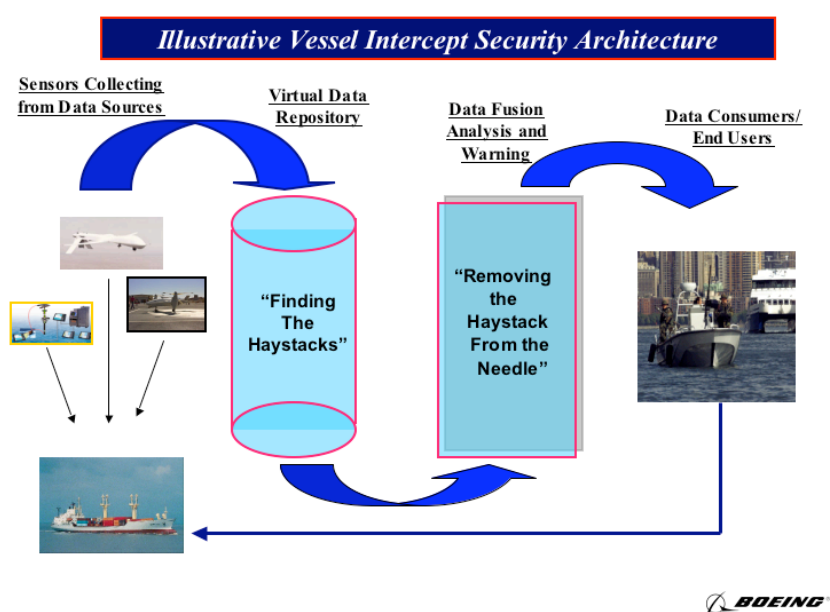 Illustrative Vessel Intercept Security Architecture
Sensors Collecting
from Data Sources
Virtual Data
Repository
Data Fusion
Analysis and
Warning
Data Consumers/
End Users
“Finding
The
Haystacks”
“Removing
the
Haystack
From the
Needle”
BOEING®